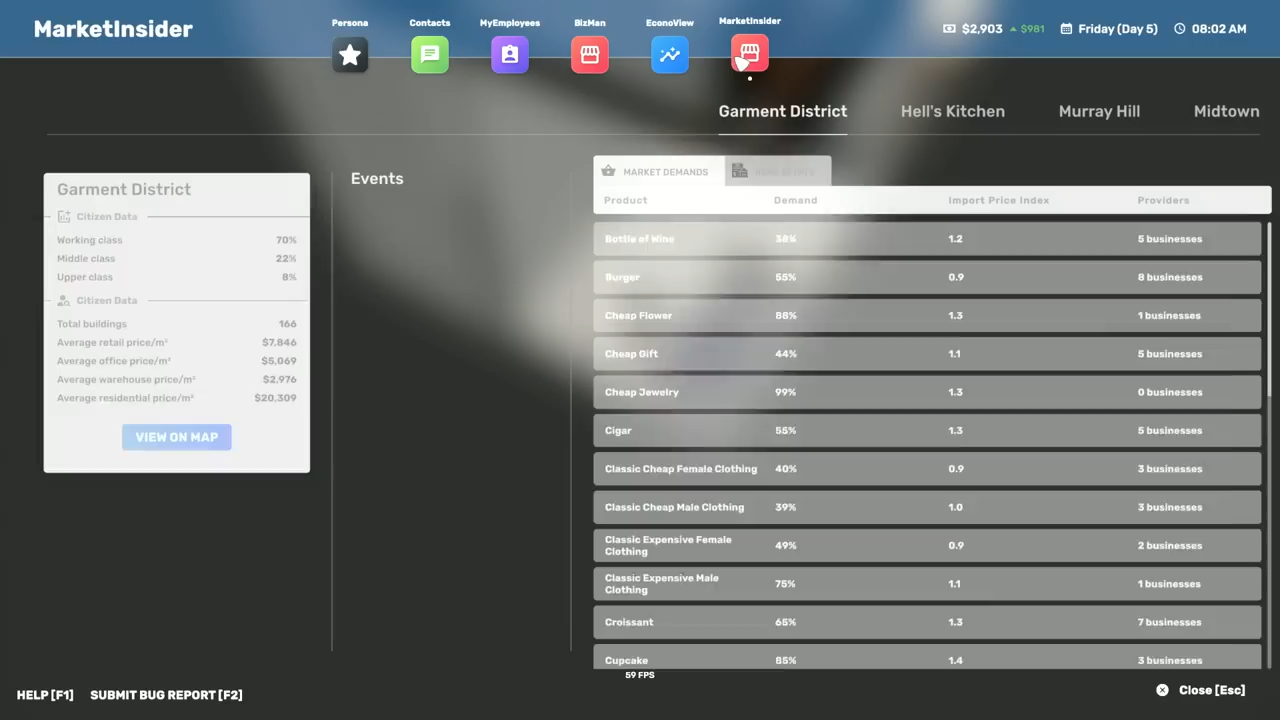 MarketInsider
Persona
Contacts
MyEmployees
BizMan
EconoView
MarketInsider
$2,903
$981
Friday (Day 5)
08:02 AM
Garment District
Hell's Kitchen
Murray Hill
Midtown
Garment District
Citizen Data
Working class 70%
Middle class 22%
Upper class 8%
Citizen Data
Total buildings 166
Average retail price/m² $7,846
Average office price/m² $5,069
Average warehouse price/m² $2,976
Average residential price/m² $20,309
VIEW ON MAP
Events
MARKET DEMANDS
Product Demand Import Price Index Providers
Bottle of Wine 38% 1.2 5 businesses
Burger 55% 0.9 8 businesses
Cheap Flower 88% 1.3 1 businesses
Cheap Gift 44% 1.1 5 businesses
Cheap Jewelry 99% 1.3 0 businesses
Cigar 55% 1.3 5 businesses
Classic Cheap Female Clothing 40% 0.9 3 businesses
Classic Cheap Male Clothing 39% 1.0 3 businesses
Classic Expensive Female
Clothing 49% 0.9 2 businesses
Classic Expensive Male
Clothing 75% 1.1 1 businesses
Croissant 65% 1.3 7 businesses
Cupcake 85% 1.4 3 businesses
59 FPS
HELP [F1]
SUBMIT BUG REPORT [F2]
Close [Esc]